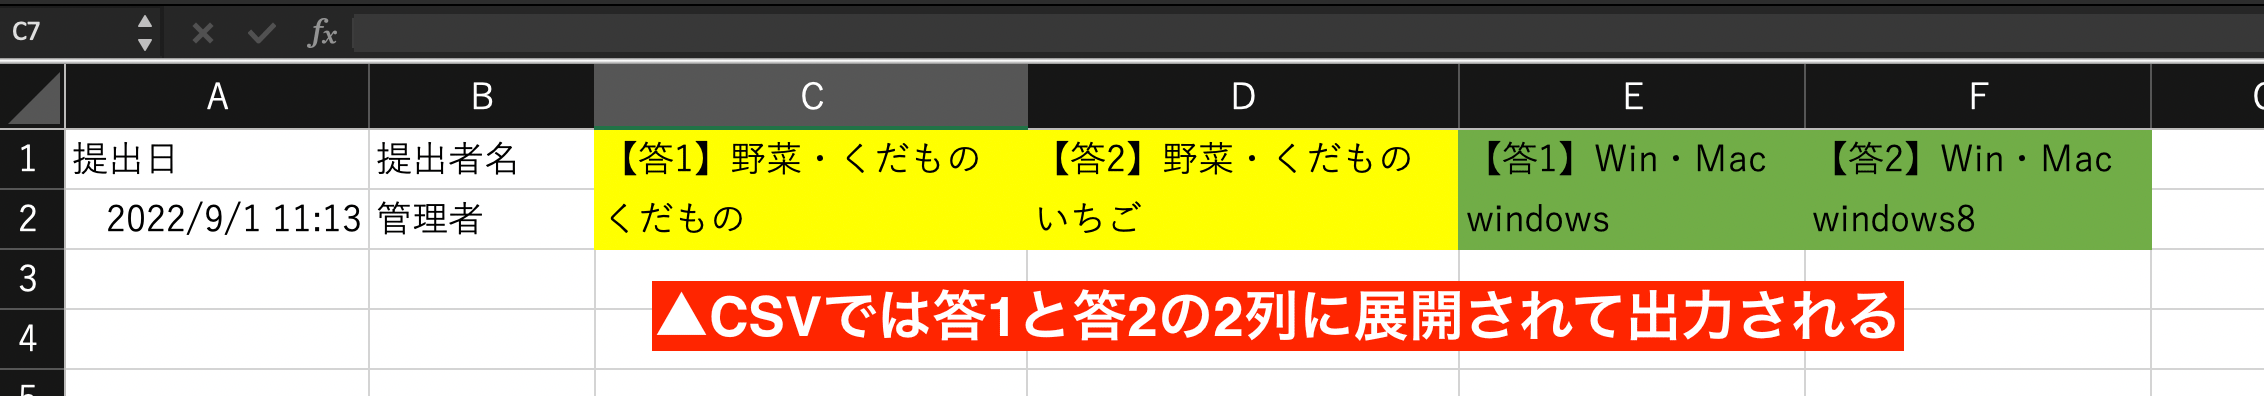 C7 fx
A B C D E F
1 提出日 提出者名 【答1】野菜・くだもの 【答2】野菜・くだもの 【答1】Win・Mac 【答2】Win・Mac
2 2022/9/1 11:13 管理者 くだもの いちご windows windows8
3
▲CSVでは答1と答2の2列に展開されて出力される
4